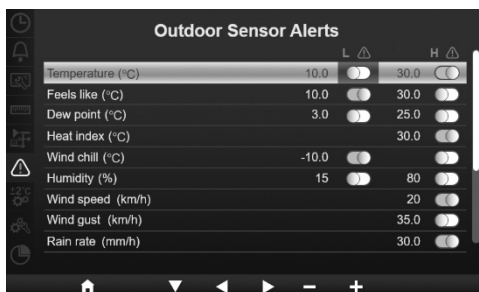 Outdoor Sensor Alerts
L ⚠ H ⚠
Temperature (°C) 10.0 30.0
Feels like (°C) 10.0 30.0
Dew point (°C) 3.0 25.0
Heat index (°C) 30.0
Wind chill (°C) -10.0
Humidity (%) 15 80
Wind speed (km/h) 20
Wind gust (km/h) 35.0
Rain rate (mm/h) 30.0
±2°C